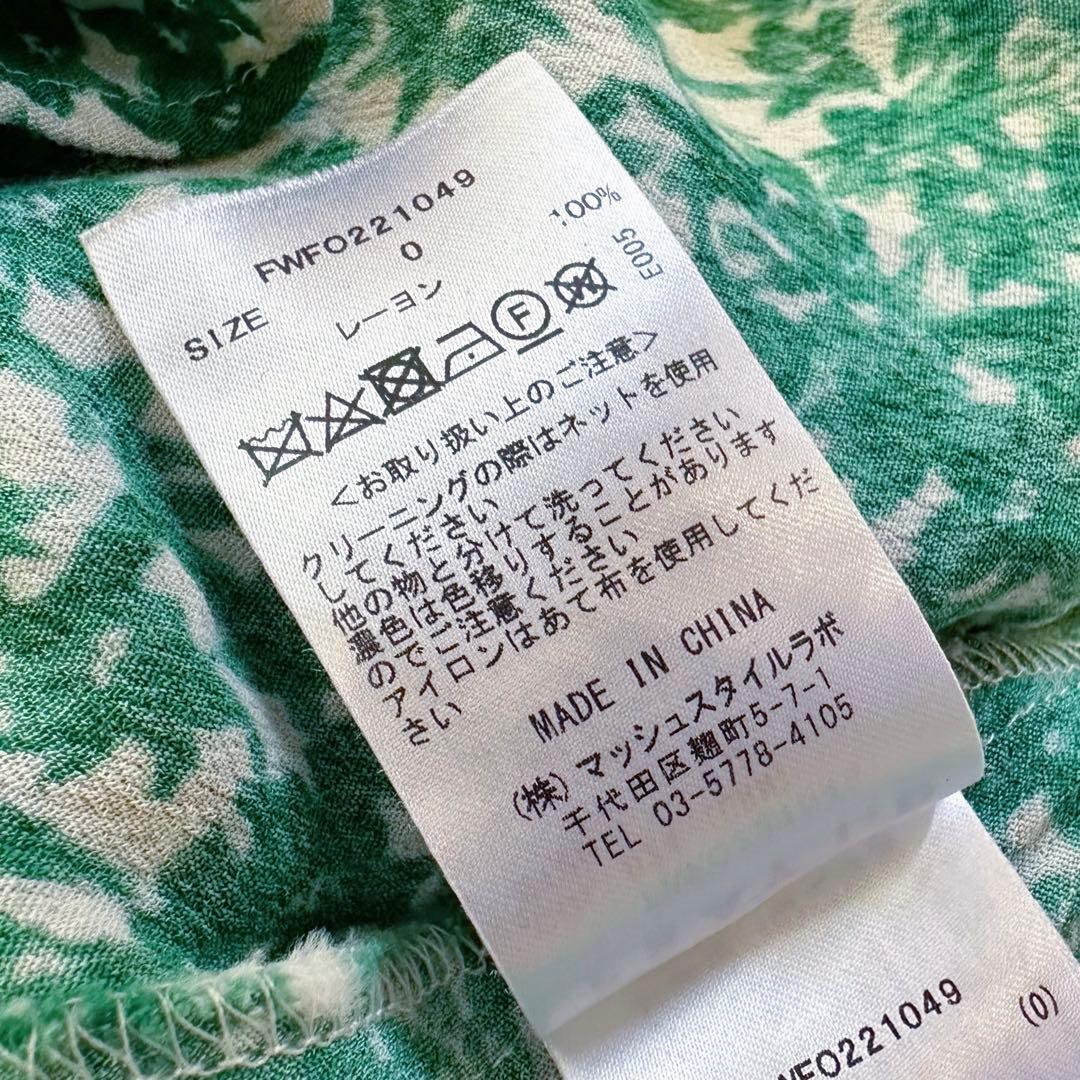 FWFO221049
SIZE 0
レーヨン 100%
F W E005
<お取り扱い上のご注意>
クリーニングの際はネットを使用
してください
他の物と分けて洗ってください
濃色は色移りすることがあります
のでご注意ください
アイロンはあて布を使用してくだ
さい
MADE IN CHINA
(株)マッシュスタイルラボ
千代田区麹町5-7-1
TEL 03-5778-4105
WFO221049 (0)